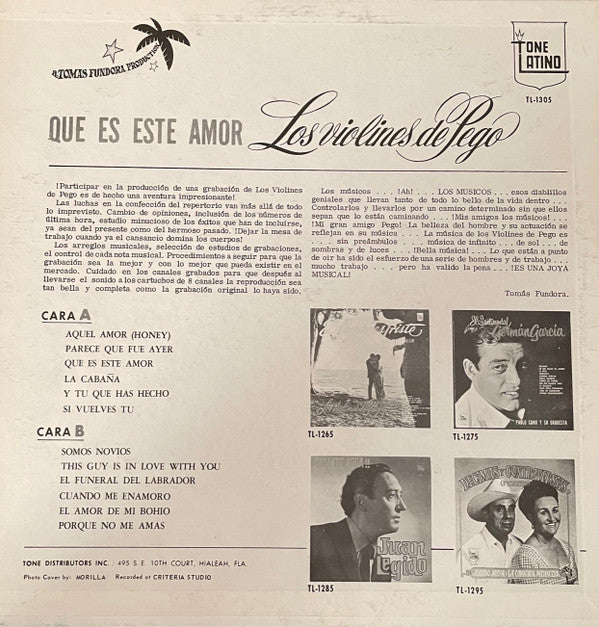 A TOMAS FUNDORA PRODUCTION
TONE
LATINO
TL-1305
QUE ES ESTE AMOR Los violines de Pego
!Participar en la producción de una grabación de Los Violines
de Pego es de hecho una aventura impresionante!
Las luchas en la confección del repertorio van más allá de todo
lo imprevisto. Cambio de opiniones, inclusión de los números de
última hora, estudio minucioso de los éxitos que han de incluirse,
ya sean del presente como del hermoso pasado. !Dejar la mesa de
trabajo cuando ya el cansancio domina los cuerpos!
Los arreglos musicales, elección de estudios de grabaciones,
el control de cada nota musical. Procedimientos a seguir para que la
grabación sea la mejor y con lo mejor que pueda existir en el
mercado. Cuidado en los canales grabados para que después al
llevarse el sonido a los cartuchos de 8 canales la reproducción sea
tan bella y completa como la grabación original lo haya sido.
Los músicos . . . !Ah! . . . LOS MUSICOS . . . esos diablillos
geniales que llevan tanto de todo lo bello de la vida dentro . . .
Controlarlos y llevarlos por un camino determinado sin que ellos
sepan que lo están caminando . . . !Mis amigos los músicos! . . .
!Mi gran amigo Pego! La belleza del hombre y su actuación se
reflejan en su música . . . La música de los Violines de Pego es
. . . sin preámbulos . . . música de infinito . . . de sol . . . de
sombras y de luces . . . !Bella música! . . . Lo que están a punto
de oir ha sido el esfuerzo de una serie de hombres y de trabajo . . .
mucho trabajo . . . pero ha valido la pena . . . !ES UNA JOYA
MUSICAL!
Tomás Fundora.
CARA A
AQUEL AMOR (HONEY)
PARECE QUE FUE AYER
QUE ES ESTE AMOR
LA CABAÑA
Y TU QUE HAS HECHO
SI VUELVES TU
CARA B
SOMOS NOVIOS
THIS GUY IS IN LOVE WITH YOU
EL FUNERAL DEL LABRADOR
CUANDO ME ENAMORO
EL AMOR DE MI BOHIO
PORQUE NO ME AMAS
Triste
TL-1265
El Sentimental
Germán García
PABLO CANO Y SU ORQUESTA
TL-1275
Juan
Legido
TL-1285
DECIMAS Y CONTROVERSIAS
TL-1295
TONE DISTRIBUTORS INC. 495 S. E. 10TH COURT, HIALEAH, FLA.
Photo Cover by: MORILLA Recorded at CRITERIA STUDIO